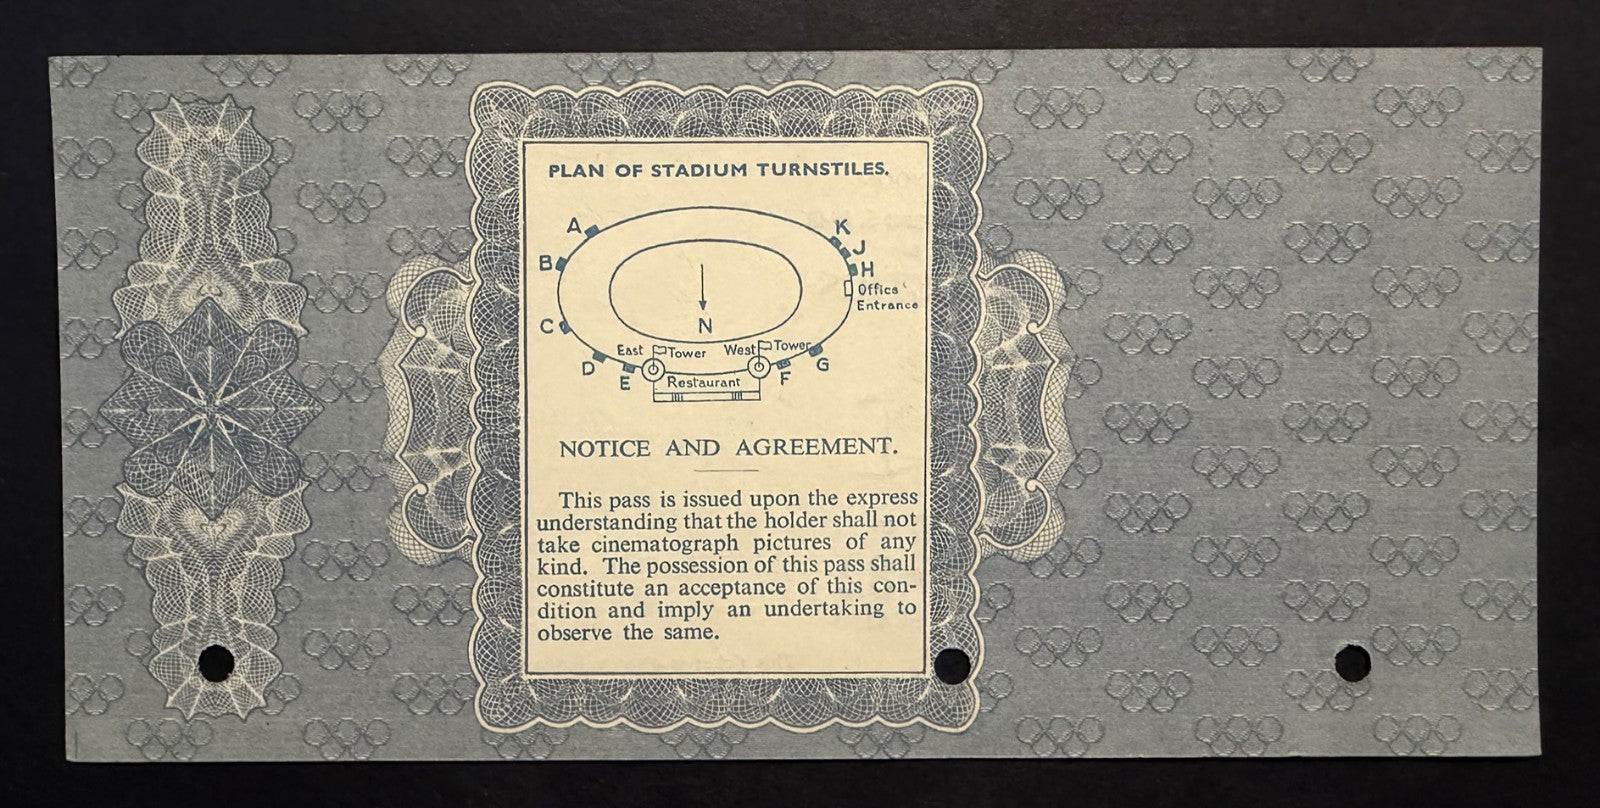 PLAN OF STADIUM TURNSTILES.
A
K
J
B
H
Office
Entrance
N
C
East Tower
West Tower
D
E
F
G
Restaurant
NOTICE AND AGREEMENT.
This pass is issued upon the express
understanding that the holder shall not
take cinematograph pictures of any
kind. The possession of this pass shall
constitute an acceptance of this con-
dition and imply an undertaking to
observe the same.